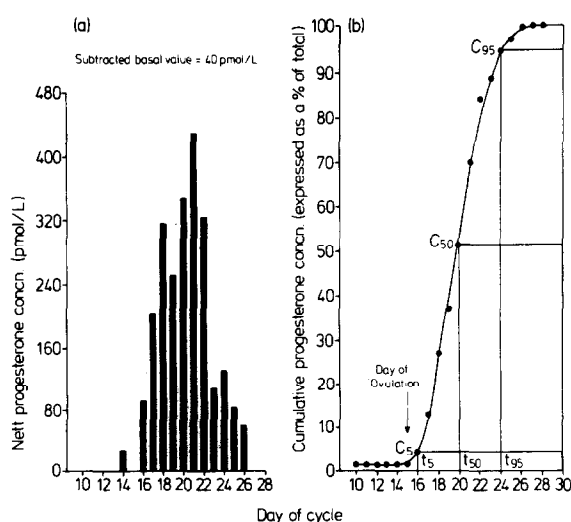 (a)
Subtracted basal value = 40 pmol/L
Nett progesterone concn. (pmol/L)
480
400
320
240
160
80
0
10 12 14 16 18 20 22 24 26 28
(b)
Cumulative progesterone concn. (expressed as a % of total)
100
90
80
70
60
50
40
30
20
10
0
C95
C50
Day of
Ovulation
C5
t5 t50 t95
10 12 14 16 18 20 22 24 26 28 30
Day of cycle